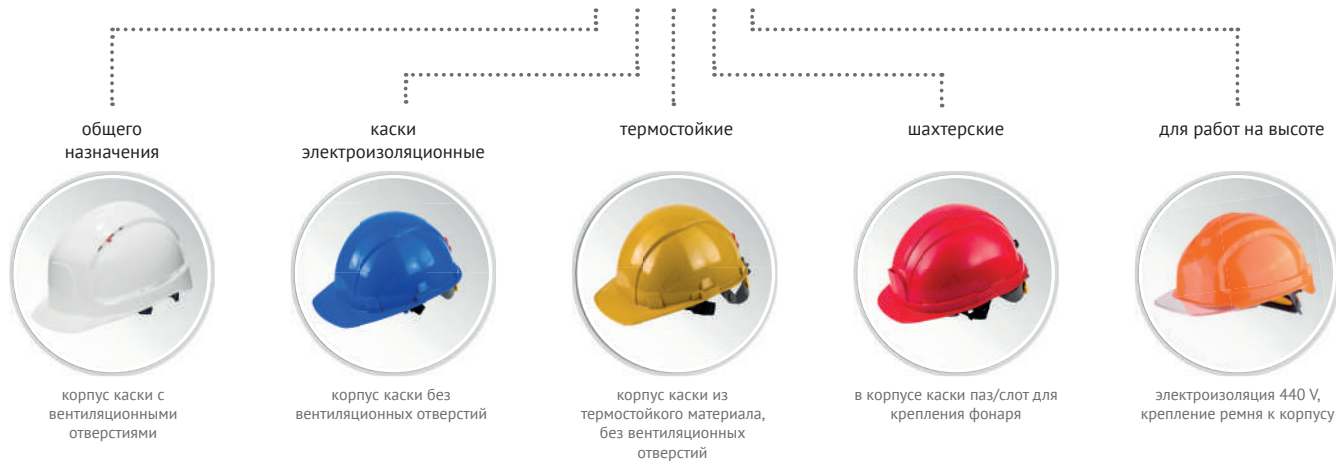 общего
назначения
каски
электроизоляционные
термостойкие
шахтерские
для работ на высоте
корпус каски с
вентиляционными
отверстиями
корпус каски без
вентиляционных отверстий
корпус каски из
термостойкого материала,
без вентиляционных
отверстий
в корпусе каски паз/слот для
крепления фонаря
электроизоляция 440 V,
крепление ремня к корпусу